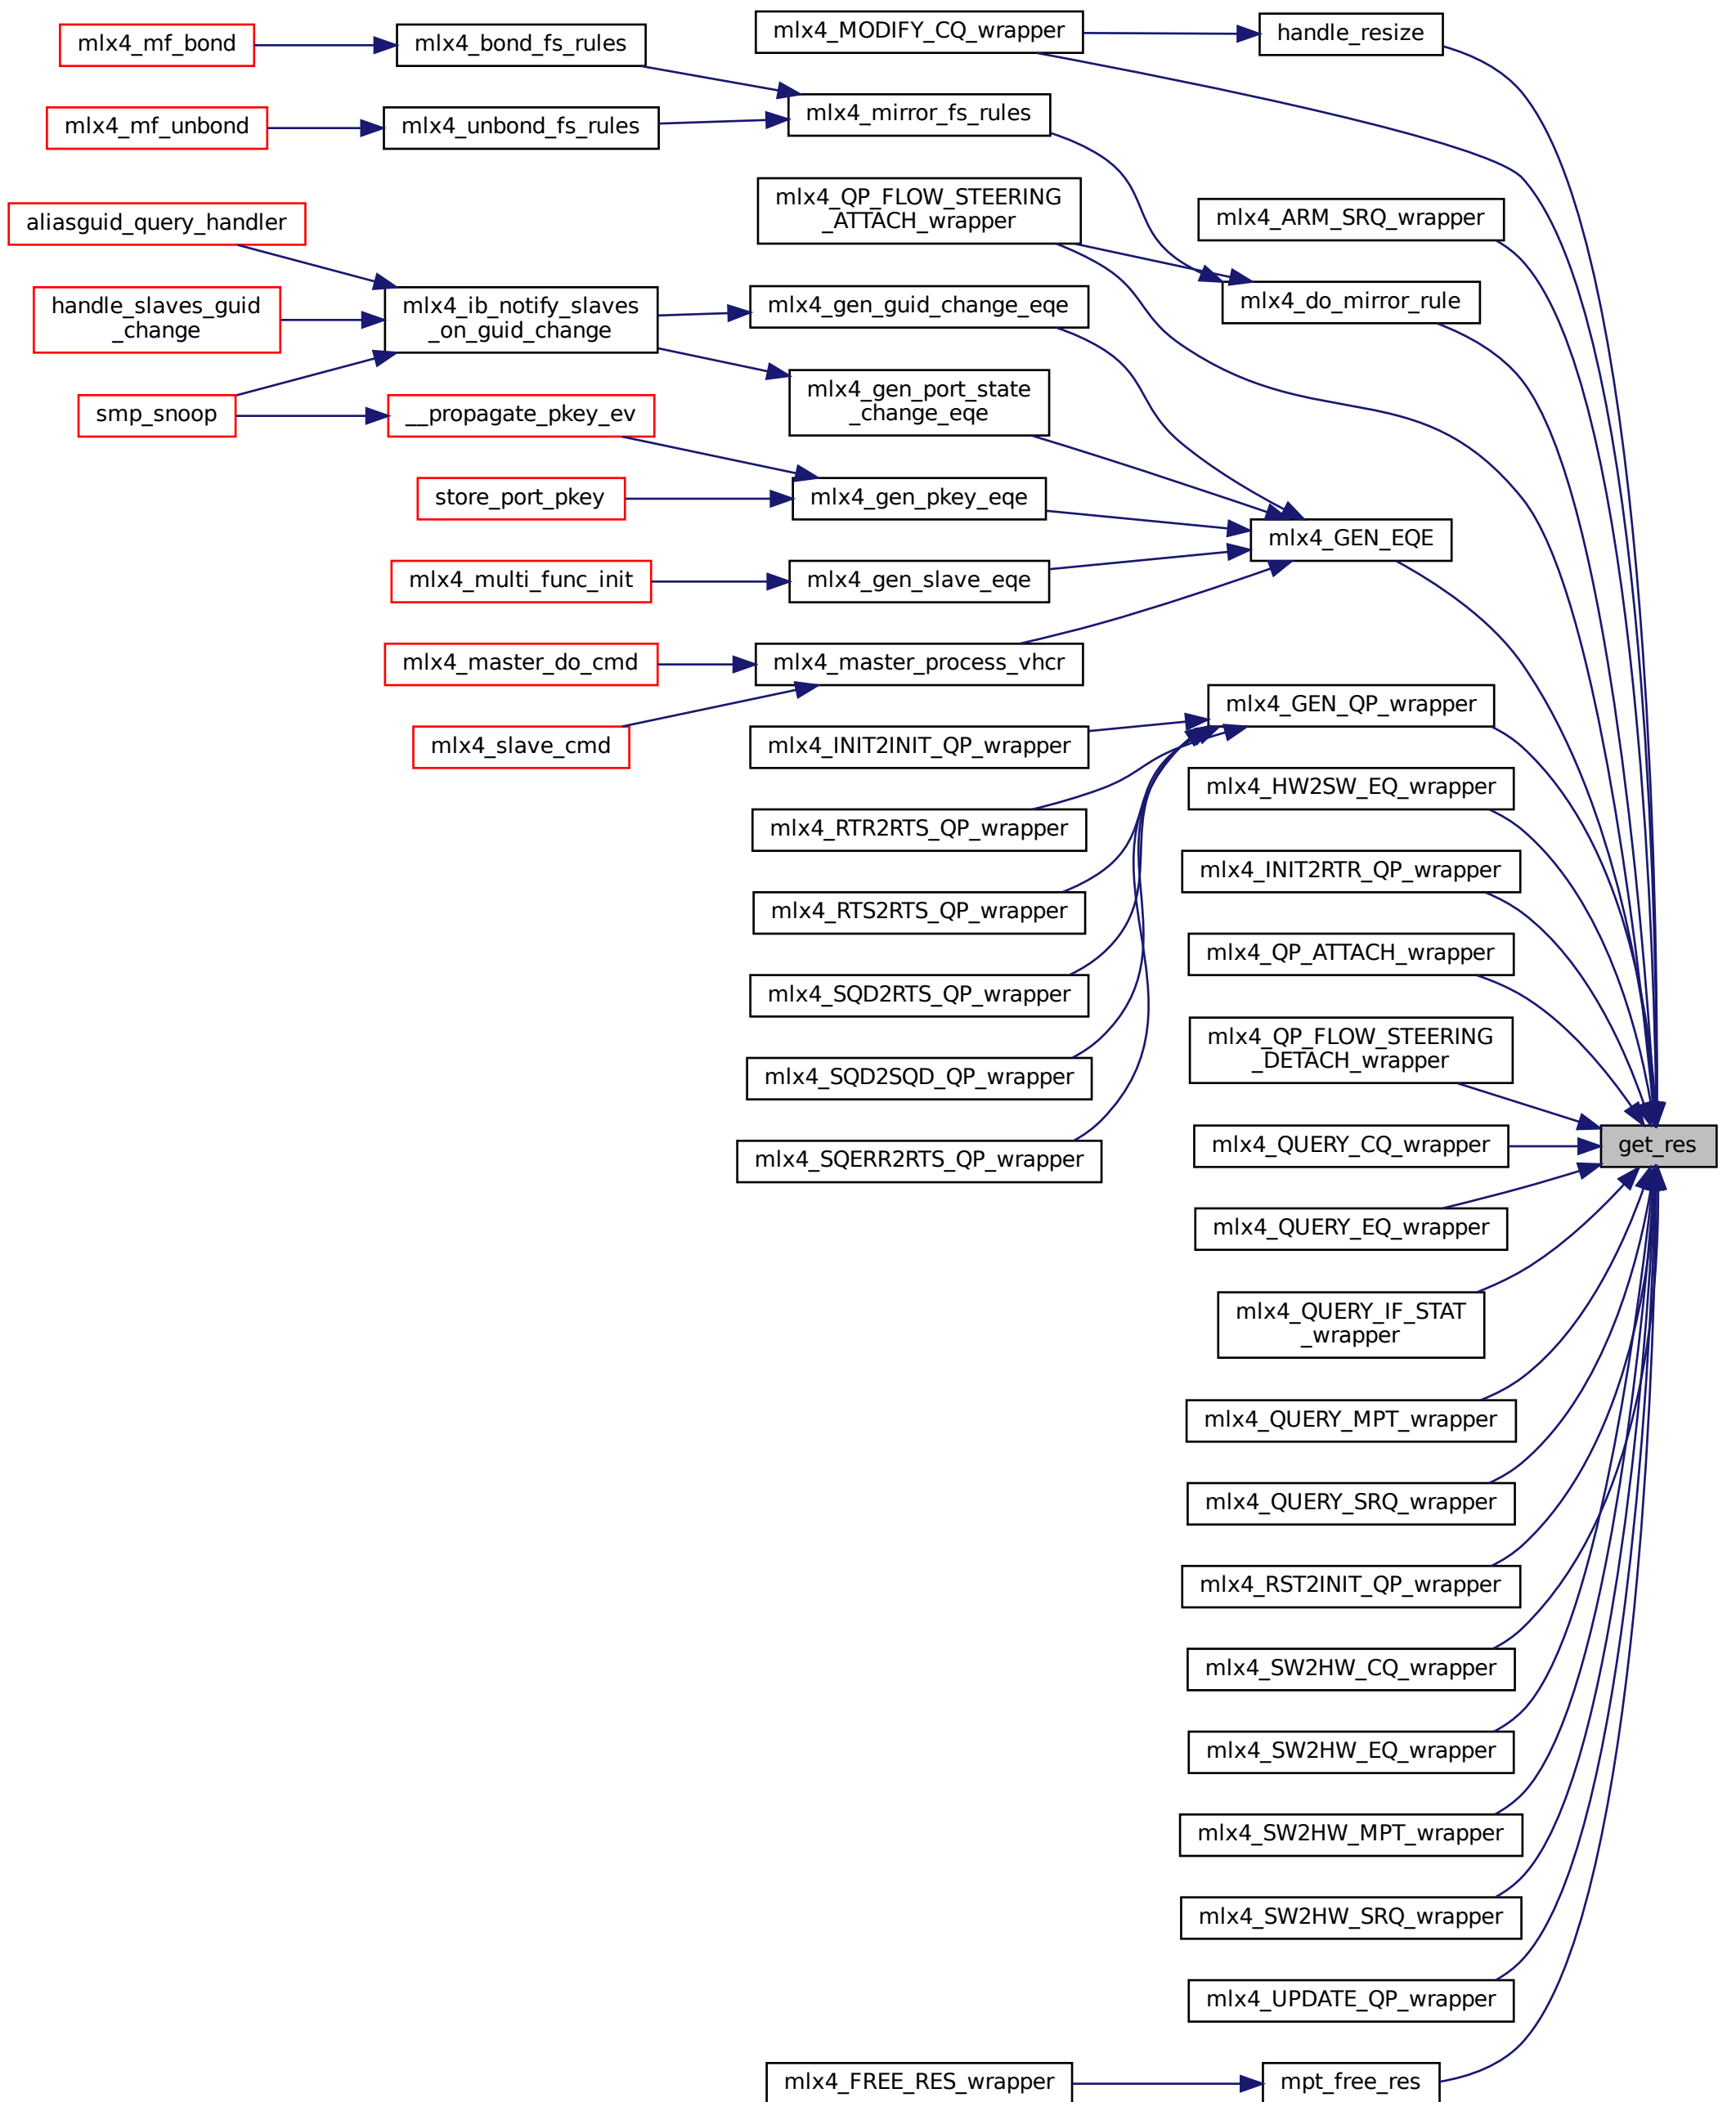 mlx4_mf_bond
mlx4_bond_fs_rules
mlx4_MODIFY_CQ_wrapper
handle_resize
mlx4_mf_unbond
mlx4_unbond_fs_rules
mlx4_mirror_fs_rules
mlx4_QP_FLOW_STEERING
_ATTACH_wrapper
mlx4_ARM_SRQ_wrapper
aliasguid_query_handler
handle_slaves_guid
_change
mlx4_ib_notify_slaves
_on_guid_change
mlx4_gen_guid_change_eqe
mlx4_do_mirror_rule
smp_snoop
__propagate_pkey_ev
mlx4_gen_port_state
_change_eqe
store_port_pkey
mlx4_gen_pkey_eqe
mlx4_GEN_EQE
mlx4_multi_func_init
mlx4_gen_slave_eqe
mlx4_master_do_cmd
mlx4_master_process_vhcr
mlx4_slave_cmd
mlx4_GEN_QP_wrapper
mlx4_INIT2INIT_QP_wrapper
mlx4_HW2SW_EQ_wrapper
mlx4_RTR2RTS_QP_wrapper
mlx4_INIT2RTR_QP_wrapper
mlx4_RTS2RTS_QP_wrapper
mlx4_QP_ATTACH_wrapper
mlx4_SQD2RTS_QP_wrapper
mlx4_QP_FLOW_STEERING
_DETACH_wrapper
mlx4_SQD2SQD_QP_wrapper
mlx4_SQERR2RTS_QP_wrapper
mlx4_QUERY_CQ_wrapper
get_res
mlx4_QUERY_EQ_wrapper
mlx4_QUERY_IF_STAT
_wrapper
mlx4_QUERY_MPT_wrapper
mlx4_QUERY_SRQ_wrapper
mlx4_RST2INIT_QP_wrapper
mlx4_SW2HW_CQ_wrapper
mlx4_SW2HW_EQ_wrapper
mlx4_SW2HW_MPT_wrapper
mlx4_SW2HW_SRQ_wrapper
mlx4_UPDATE_QP_wrapper
mlx4_FREE_RES_wrapper
mpt_free_res